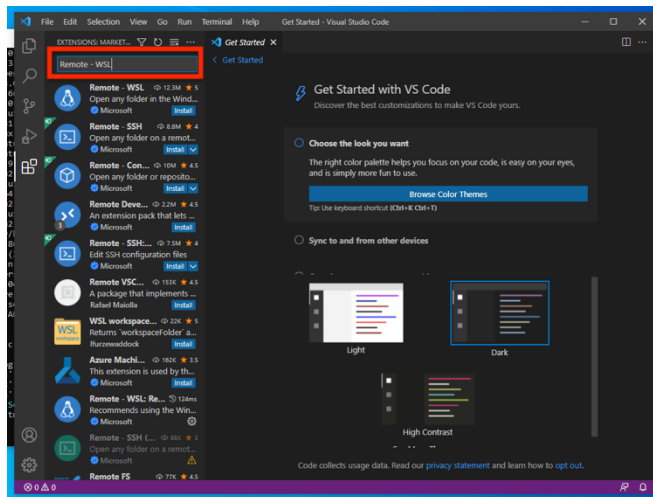 File Edit Selection View Go Run Terminal Help Get Started - Visual Studio Code
EXTENSIONS: MARKET...
Remote - WSL
Remote - WSL 12.3M ★ 5
Open any folder in the Wind...
Microsoft Install
Remote - SSH 8.8M ★ 4
Open any folder on a remot...
Microsoft Install
Remote - Con... 10M ★ 4.5
Open any folder or reposito...
Microsoft Install
Remote Deve... 2.2M ★ 4.5
An extension pack that lets ...
3
Microsoft Install
Remote - SSH:... 7.5M ★ 4
Edit SSH configuration files
Microsoft Install
Remote VSC... 153K ★ 4.5
A package that implements ...
Rafael Maiolla Install
WSL workspace... 22K ★ 5
Returns `workspaceFolder` a...
WSL
workspace
lfurzewaddock Install
Azure Machi... 162K ★ 3.5
This extension is used by th...
Microsoft Install
Remote - WSL: Re... 124ms
Recommends using the Win...
Microsoft
Remote - SSH (... 88K ★ 5
Open any folder on a remot...
Microsoft
Remote FS 77K ★ 4.5
Get Started
Get Started
Get Started with VS Code
Discover the best customizations to make VS Code yours.
Choose the look you want
The right color palette helps you focus on your code, is easy on your eyes,
and is simply more fun to use.
Browse Color Themes
Tip: Use keyboard shortcut (Ctrl+K Ctrl+T)
Sync to and from other devices
Light Dark
High Contrast
Code collects usage data. Read our privacy statement and learn how to opt out.
0 0